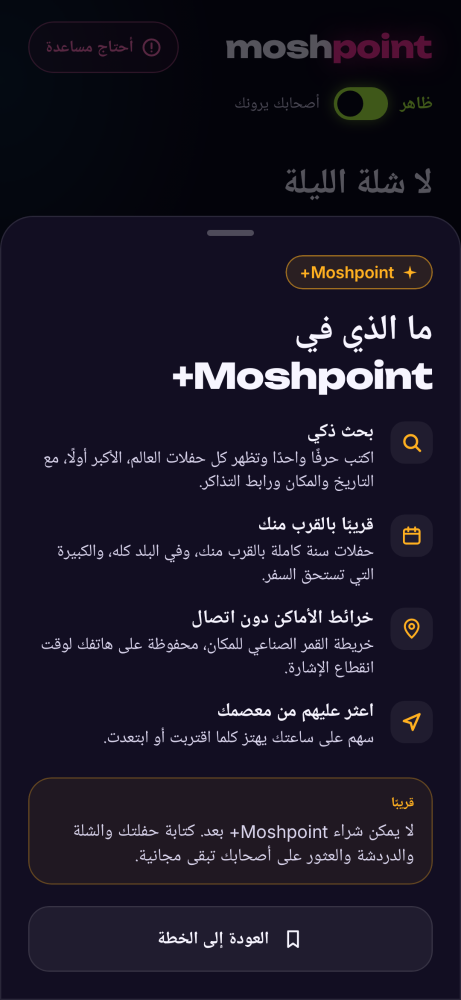 moshpoint
أحتاج مساعدة
ظاهر
أصحابك يرونك
لا شلة الليلة
Moshpoint+
ما الذي في
Moshpoint+
بحث ذكي
اكتب حرفًا واحدًا وتظهر كل حفلات العالم، الأكبر أولًا، مع
التاريخ والمكان ورابط التذاكر.
قريبًا بالقرب منك
حفلات سنة كاملة بالقرب منك، وفي البلد كله، والكبيرة
التي تستحق السفر.
خرائط الأماكن دون اتصال
خريطة القمر الصناعي للمكان، محفوظة على هاتفك لوقت
انقطاع الإشارة.
اعثر عليهم من معصمك
سهم على ساعتك يهتز كلما اقتربت أو ابتعدت.
قريبًا
لا يمكن شراء Moshpoint+ بعد. كتابة حفلتك والشلة
والدردشة والعثور على أصحابك تبقى مجانية.
العودة إلى الخطة